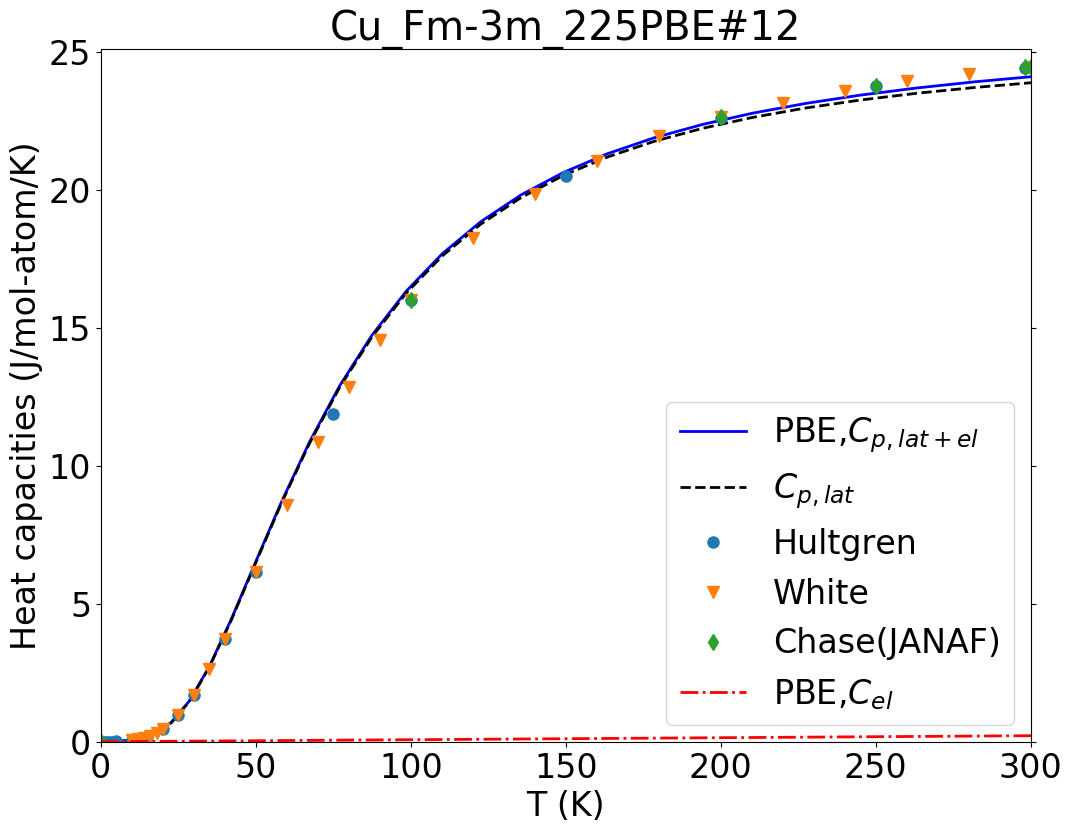 Cu_Fm-3m_225PBE#12
Heat capacities (J/mol-atom/K)
25
20
15
10
5
0
0 50 100 150 200 250 300
T (K)
PBE,C_{p,lat+el}
C_{p,lat}
Hultgren
White
Chase(JANAF)
PBE,C_{el}